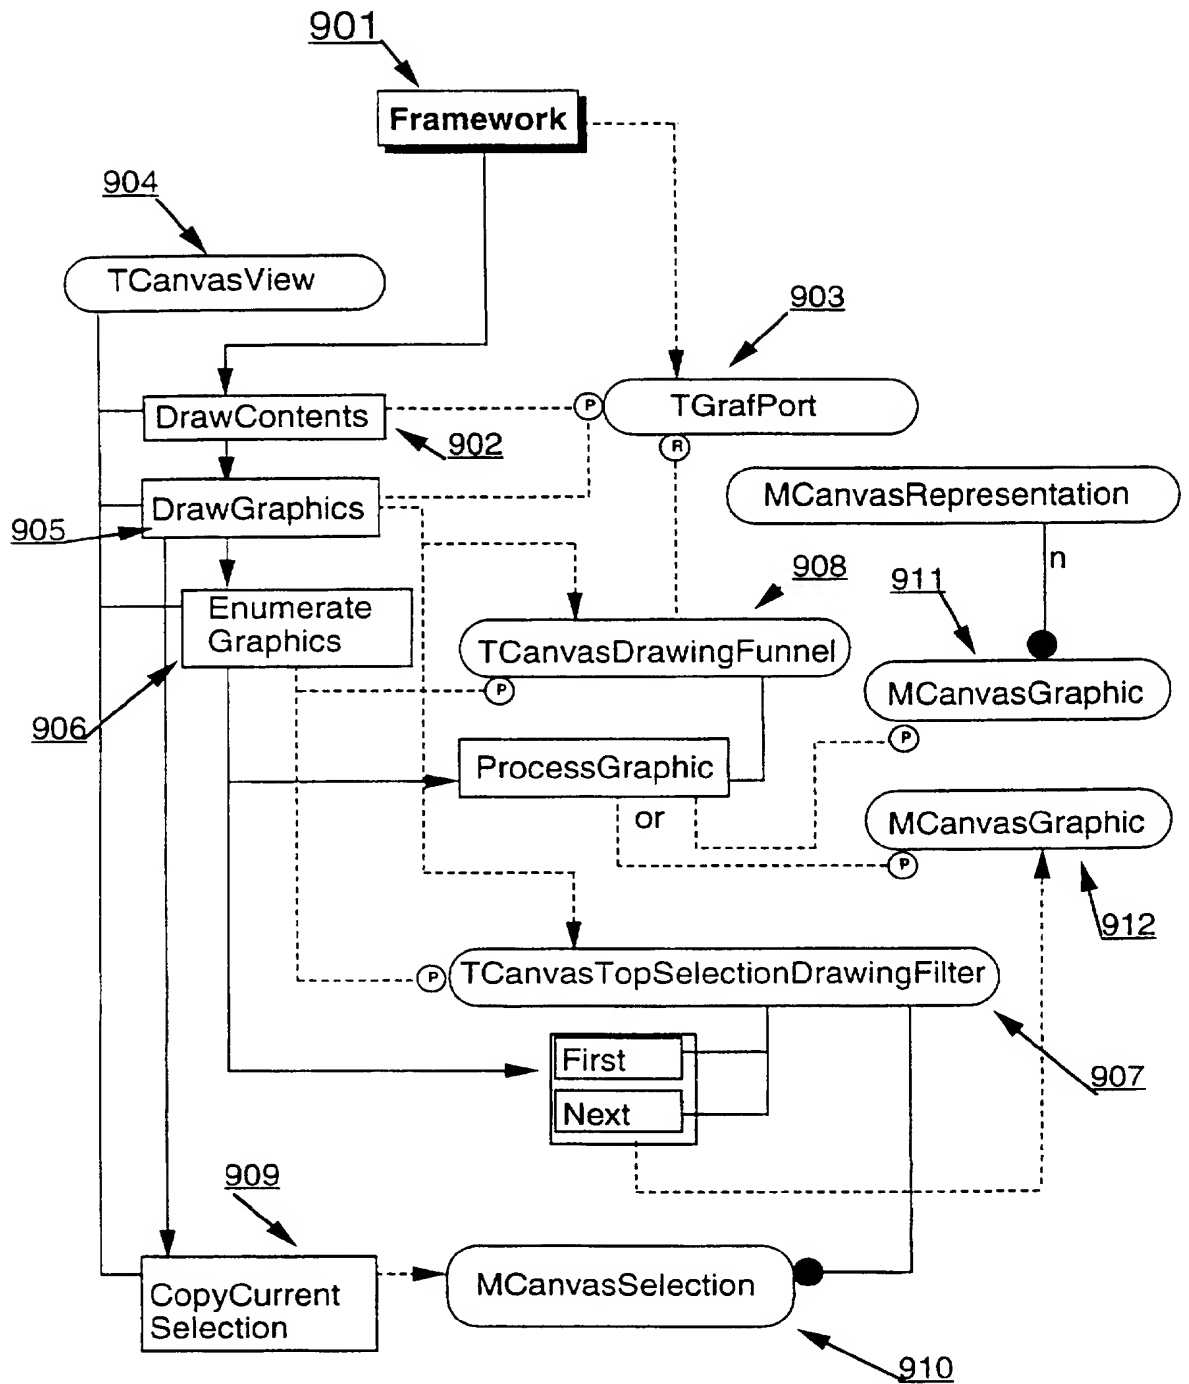 901
Framework
904
TCanvasView
903
P
TGrafPort
DrawContents
902
R
MCanvasRepresentation
DrawGraphics
905
n
908
911
Enumerate
Graphics
TCanvasDrawingFunnel
P
MCanvasGraphic
906
P
ProcessGraphic
or
MCanvasGraphic
P
912
P
TCanvasTopSelectionDrawingFilter
First
907
Next
909
CopyCurrent
Selection
MCanvasSelection
910